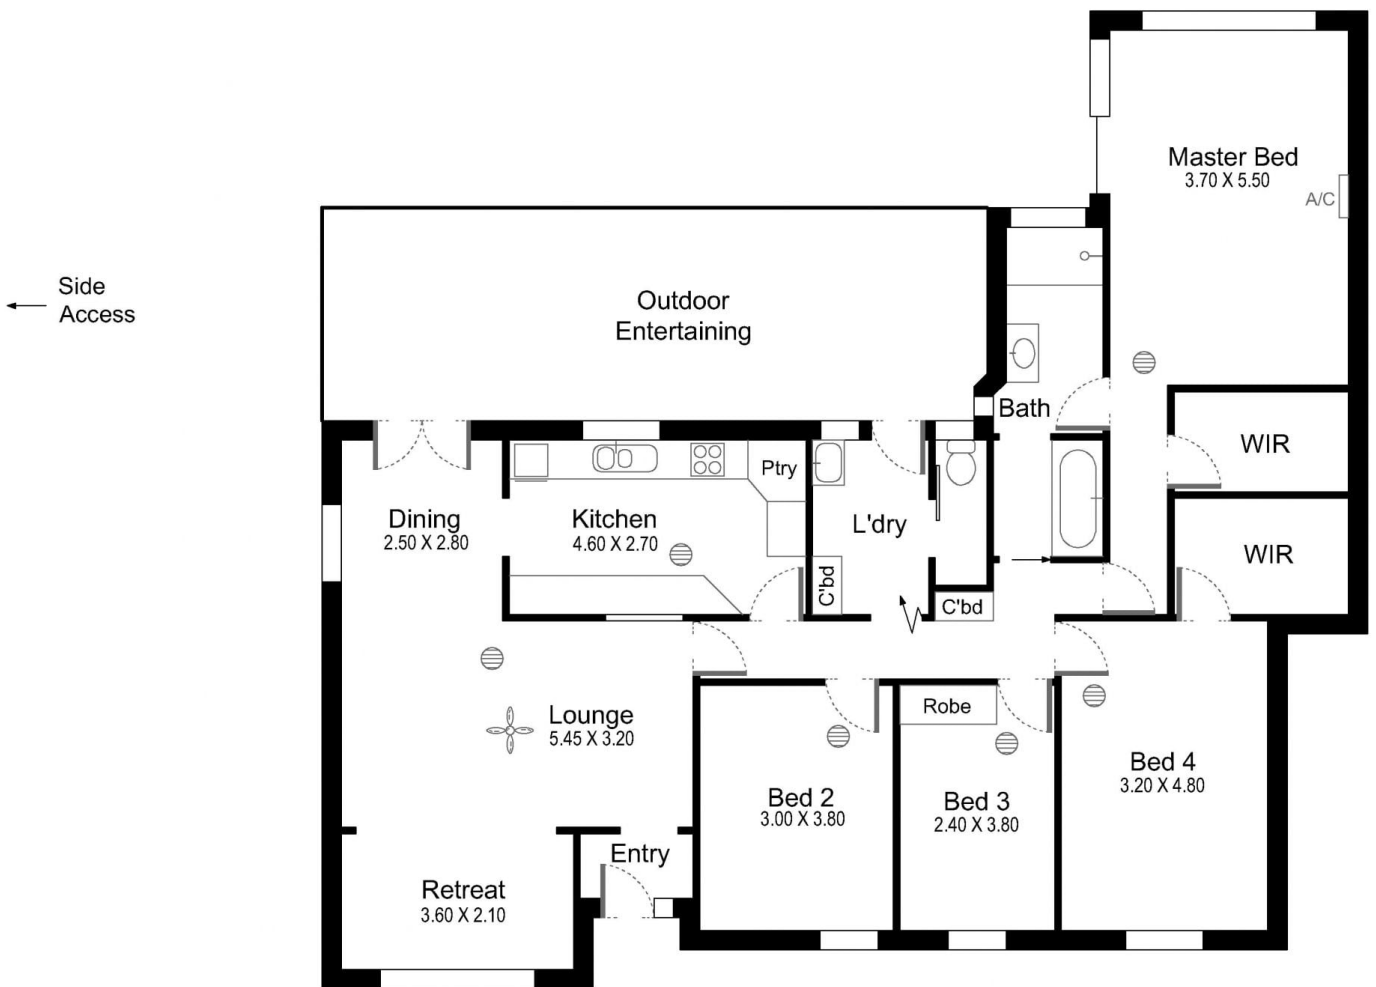 Master Bed
3.70 X 5.50
A/C
Side
Access
Outdoor
Entertaining
Bath
WIR
Ptry
Dining
2.50 X 2.80
Kitchen
4.60 X 2.70
L'dry
WIR
C'bd
C'bd
Lounge
5.45 X 3.20
Robe
Bed 2
3.00 X 3.80
Bed 3
2.40 X 3.80
Bed 4
3.20 X 4.80
Entry
Retreat
3.60 X 2.10